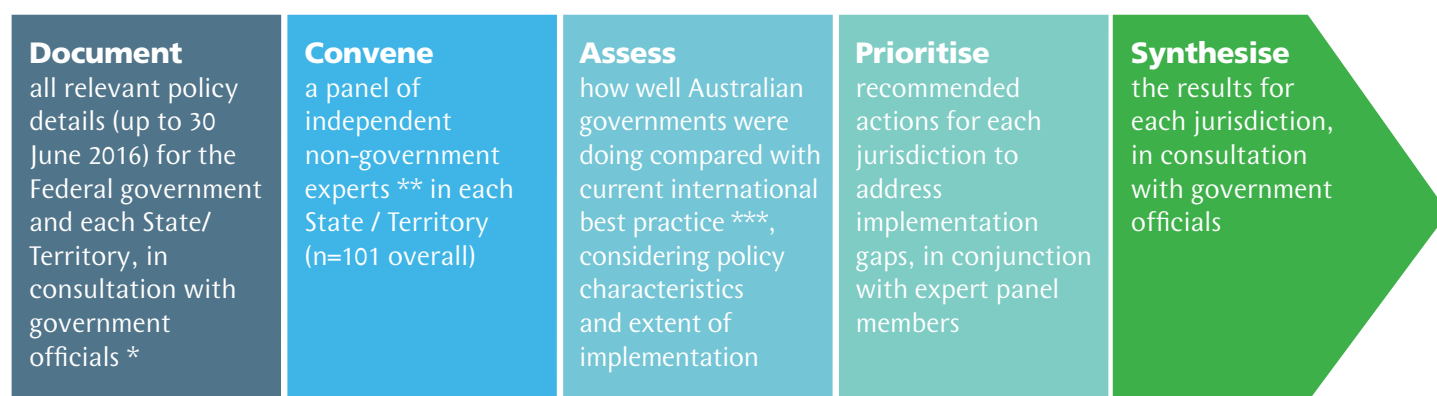 Document
all relevant policy
details (up to 30
June 2016) for the
Federal government
and each State/
Territory, in
consultation with
government
officials *
Convene
a panel of
independent
non-government
experts ** in each
State / Territory
(n=101 overall)
Assess
how well Australian
governments were
doing compared with
current international
best practice ***,
considering policy
characteristics
and extent of
implementation
Prioritise
recommended
actions for each
jurisdiction to
address
implementation
gaps, in conjunction
with expert panel
members
Synthesise
the results for
each jurisdiction,
in consultation
with government
officials